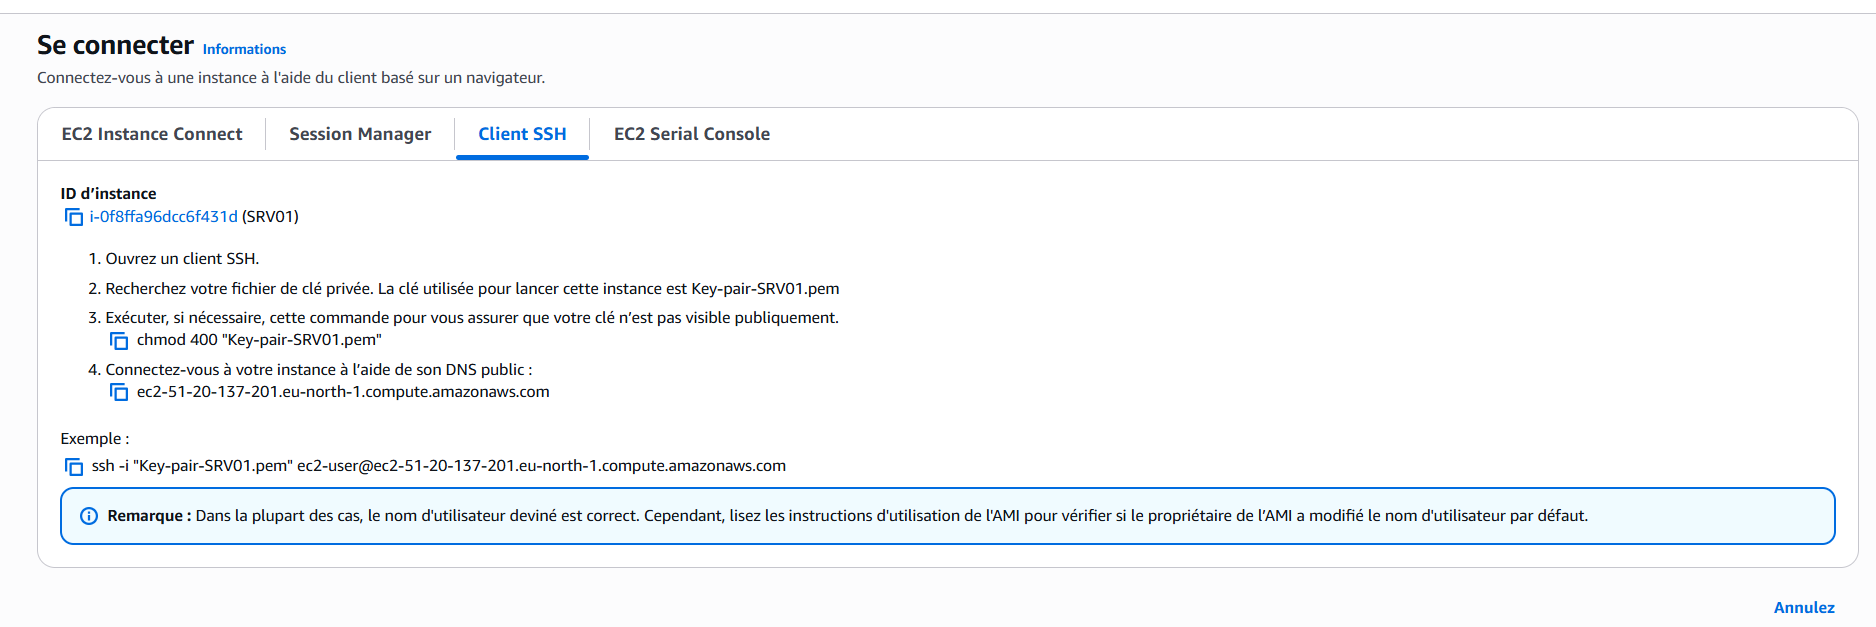 Se connecter Informations
Connectez-vous à une instance à l'aide du client basé sur un navigateur.
EC2 Instance Connect Session Manager Client SSH EC2 Serial Console
ID d’instance
i-0f8ffa96dcc6f431d (SRV01)
1. Ouvrez un client SSH.
2. Recherchez votre fichier de clé privée. La clé utilisée pour lancer cette instance est Key-pair-SRV01.pem
3. Exécuter, si nécessaire, cette commande pour vous assurer que votre clé n’est pas visible publiquement.
chmod 400 "Key-pair-SRV01.pem"
4. Connectez-vous à votre instance à l’aide de son DNS public :
ec2-51-20-137-201.eu-north-1.compute.amazonaws.com
Exemple :
ssh -i "Key-pair-SRV01.pem" ec2-user@ec2-51-20-137-201.eu-north-1.compute.amazonaws.com
Remarque : Dans la plupart des cas, le nom d'utilisateur deviné est correct. Cependant, lisez les instructions d'utilisation de l'AMI pour vérifier si le propriétaire de l’AMI a modifié le nom d'utilisateur par défaut.
Annulez